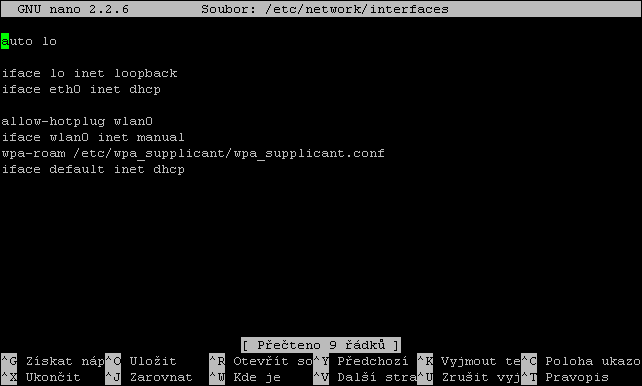 GNU nano 2.2.6 Soubor: /etc/network/interfaces
auto lo
iface lo inet loopback
iface eth0 inet dhcp
allow-hotplug wlan0
iface wlan0 inet manual
wpa-roam /etc/wpa_supplicant/wpa_supplicant.conf
iface default inet dhcp
[ Přečteno 9 řádků ]
^G Získat náp^O Uložit ^R Otevřít so^Y Předchozí ^K Vyjmout te^C Poloha ukazo
^X Ukončit ^J Zarovnat ^W Kde je ^V Další stra^U Zrušit vyj^T Pravopis